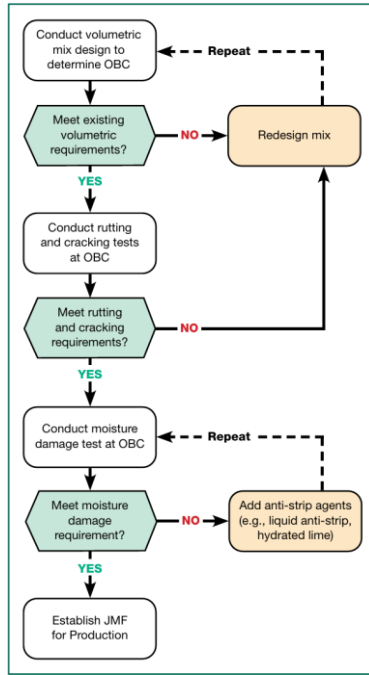 Conduct volumetric
mix design to
determine OBC
Repeat
Meet existing
volumetric
requirements?
NO
Redesign mix
YES
Conduct rutting
and cracking tests
at OBC
Meet rutting
and cracking
requirements?
NO
YES
Conduct moisture
damage test at OBC
Repeat
Meet moisture
damage
requirement?
NO
Add anti-strip agents
(e.g., liquid anti-strip,
hydrated lime)
YES
Establish JMF
for Production